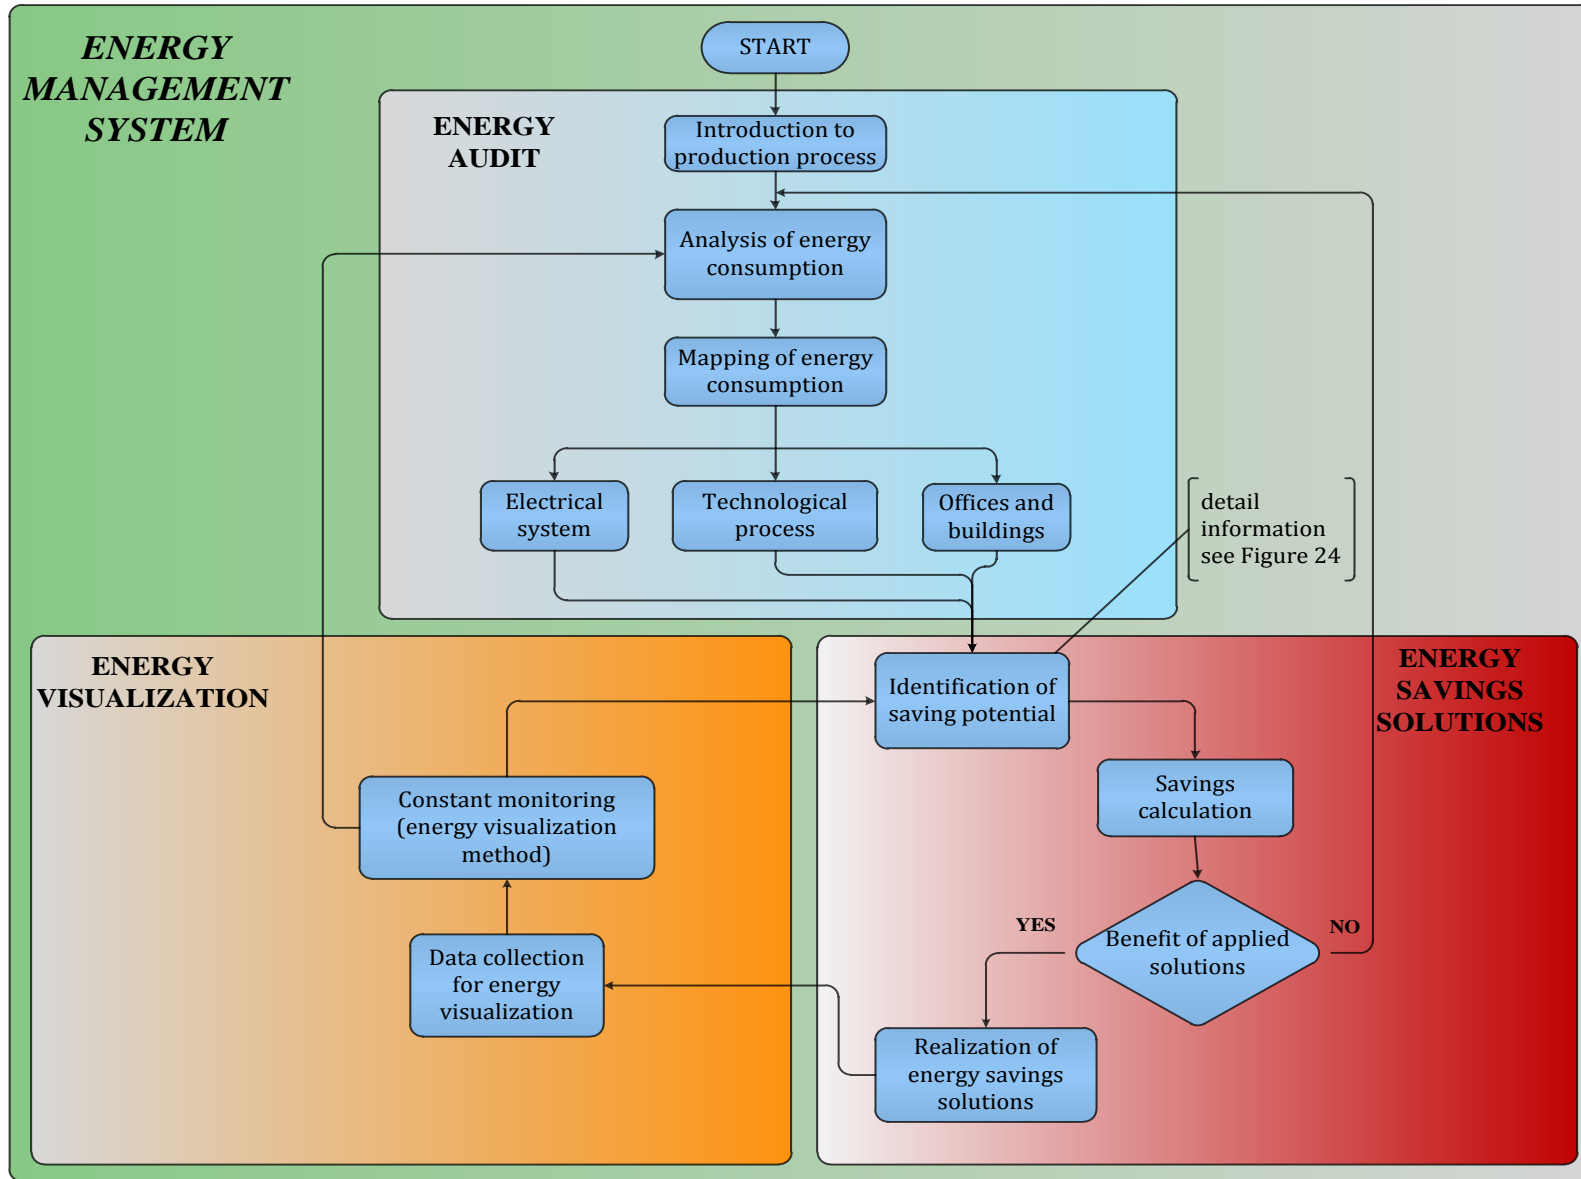 ENERGY
MANAGEMENT
SYSTEM
START
ENERGY
AUDIT
Introduction to
production process
Analysis of energy
consumption
Mapping of energy
consumption
Electrical
system
Technological
process
Offices and
buildings
detail
information
see Figure 24
ENERGY
VISUALIZATION
Identification of
saving potential
ENERGY
SAVINGS
SOLUTIONS
Constant monitoring
(energy visualization
method)
Savings
calculation
YES
NO
Benefit of applied
solutions
Data collection
for energy
visualization
Realization of
energy savings
solutions